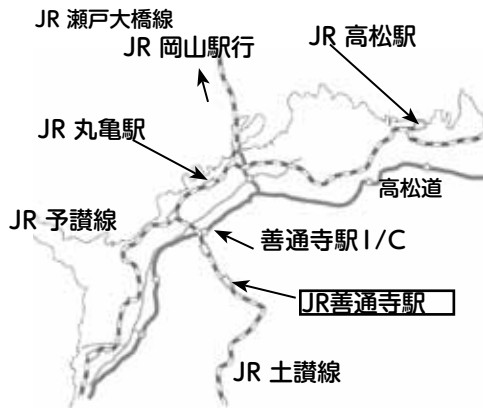 JR 瀬戸大橋線
JR 岡山駅行
JR 高松駅
JR 丸亀駅
高松道
JR 予讃線
善通寺駅I/C
JR善通寺駅
JR 土讃線